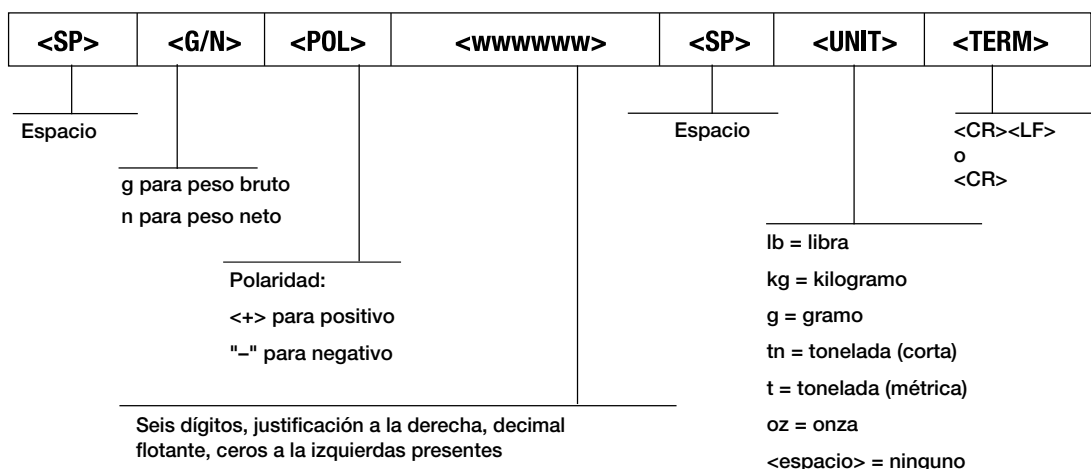 <SP> <G/N> <POL> <wwwwww> <SP> <UNIT> <TERM>
Espacio
g para peso bruto
n para peso neto
Polaridad:
<+> para positivo
"–" para negativo
Seis dígitos, justificación a la derecha, decimal
flotante, ceros a la izquierdas presentes
Espacio
lb = libra
kg = kilogramo
g = gramo
tn = tonelada (corta)
t = tonelada (métrica)
oz = onza
<espacio> = ninguno
<CR><LF>
o
<CR>